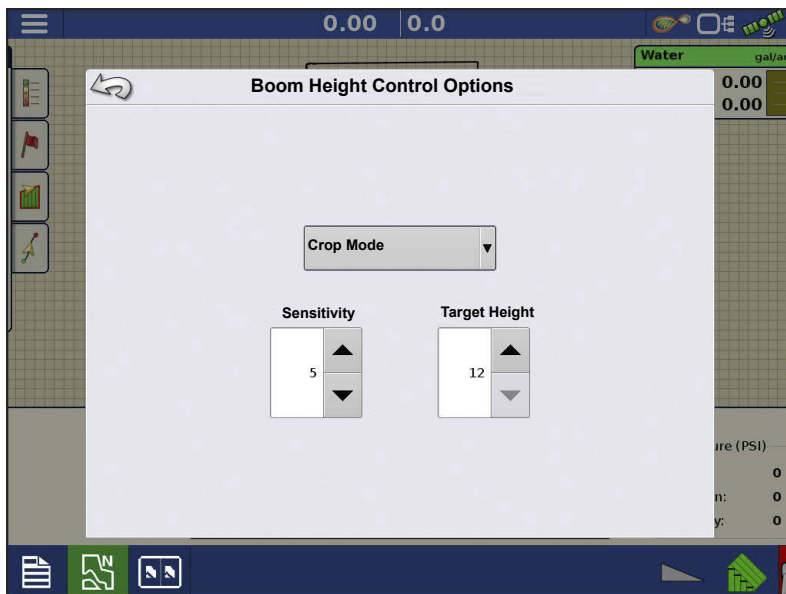 0.00 0.0
Water gal/ac
0.00
0.00
Boom Height Control Options
Crop Mode
Sensitivity Target Height
5 12
ure (PSI)
0
n: 0
y: 0
N